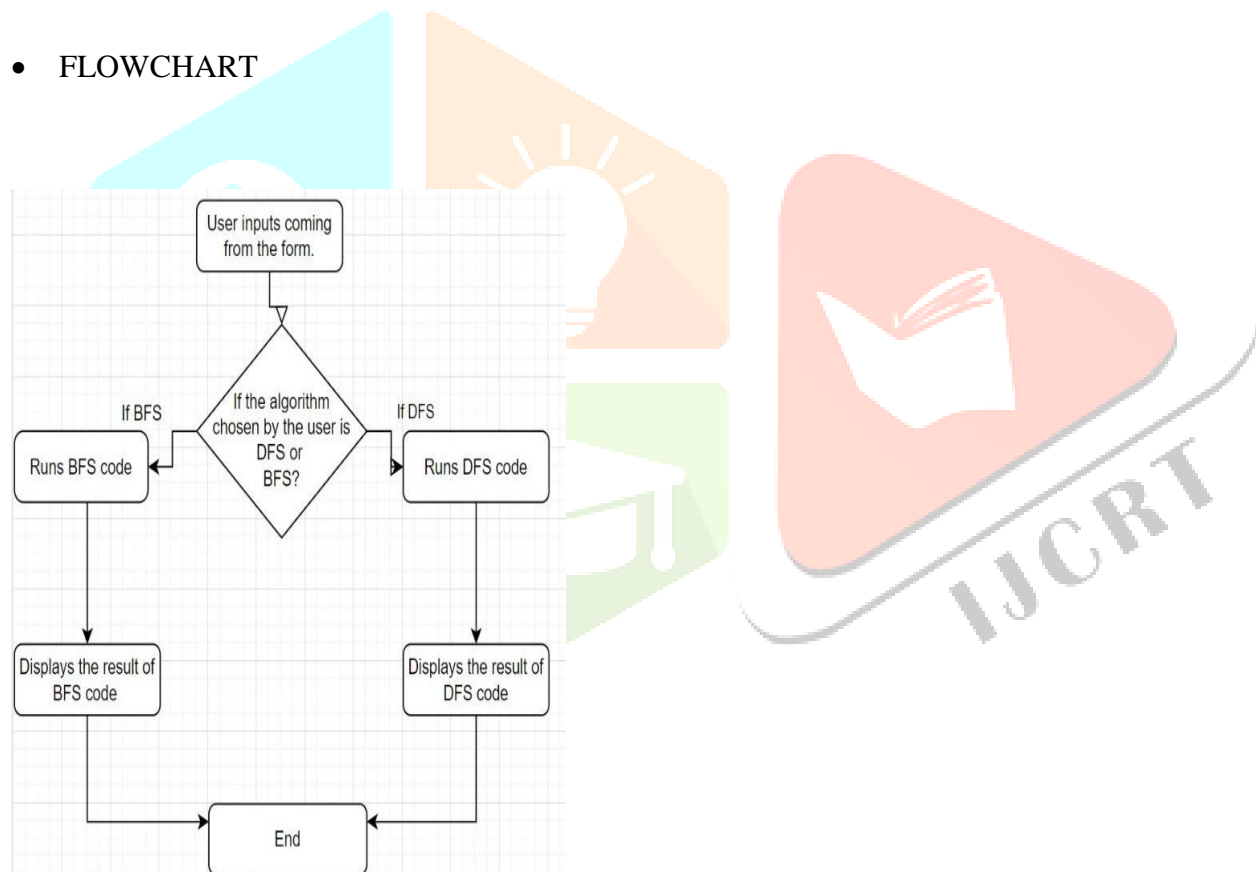 • FLOWCHART
User inputs coming
from the form.
If the algorithm
chosen by the user is
DFS or
BFS?
If BFS
If DFS
Runs BFS code
Runs DFS code
Displays the result of
BFS code
Displays the result of
DFS code
End
IJCRT